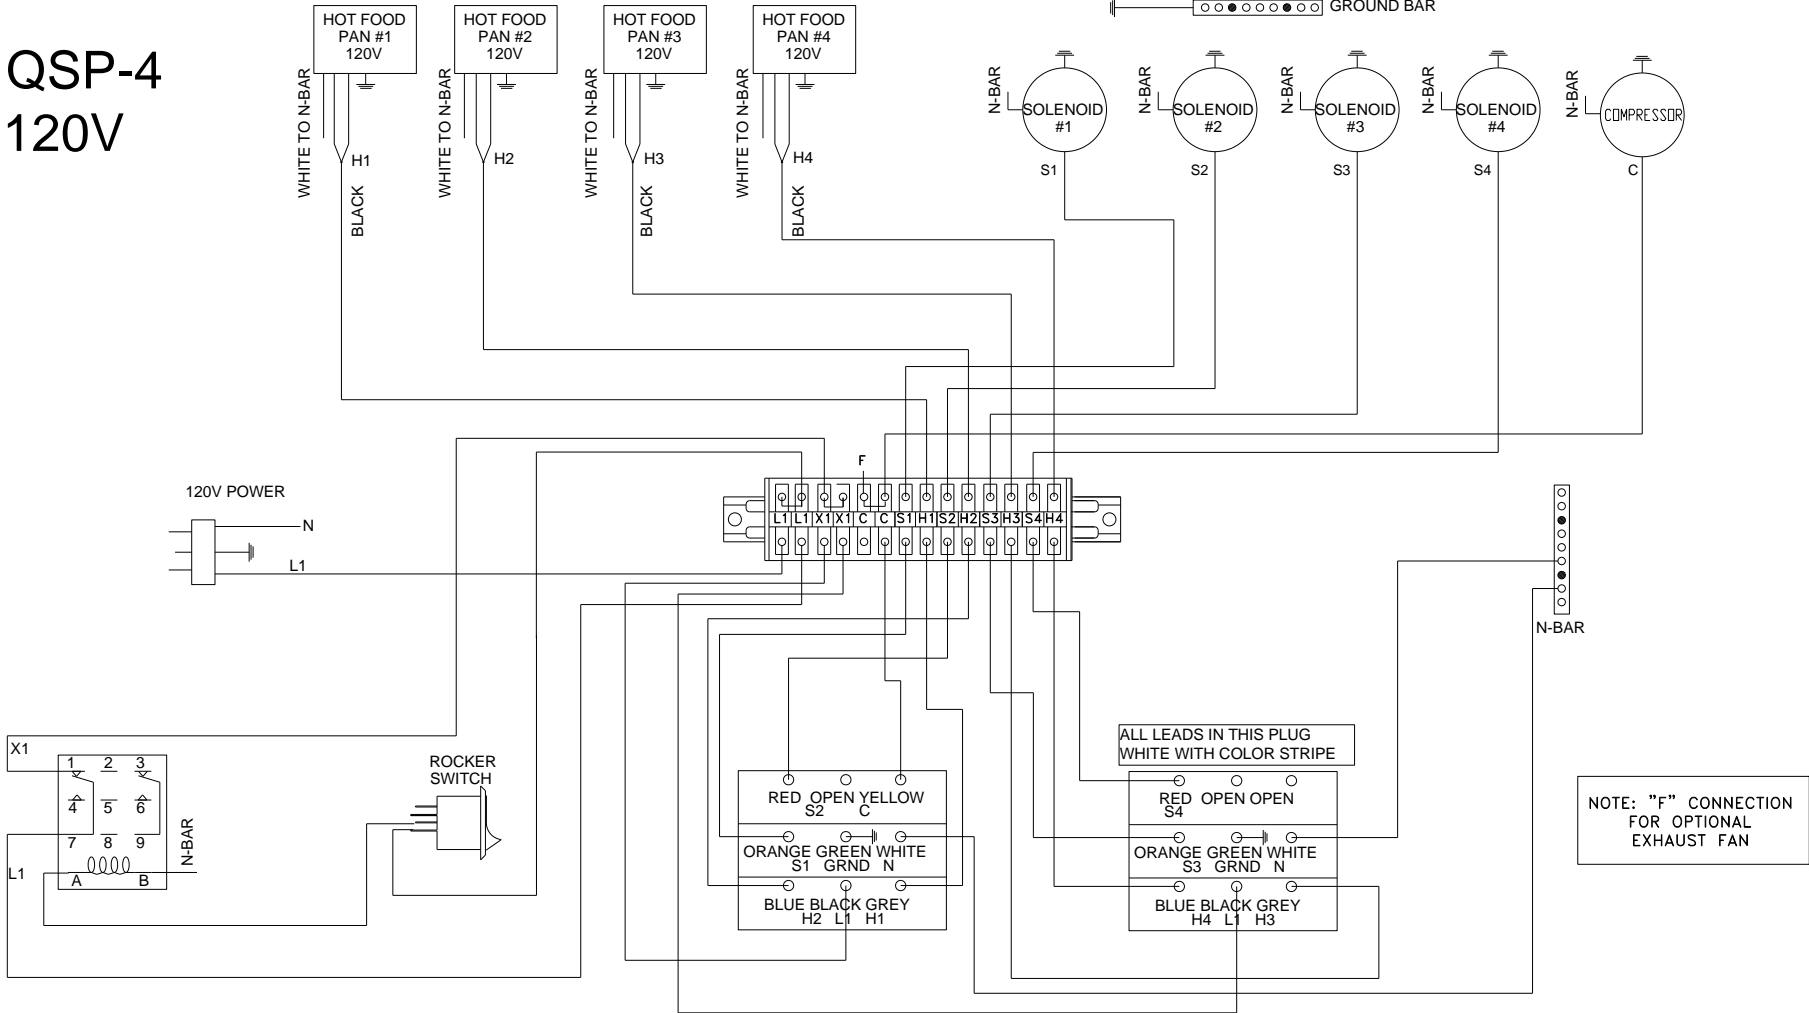 QSP-4
120V
HOT FOOD
PAN #1
120V
HOT FOOD
PAN #2
120V
HOT FOOD
PAN #3
120V
HOT FOOD
PAN #4
120V
GROUND BAR
WHITE TO N-BAR
H1
BLACK
WHITE TO N-BAR
H2
WHITE TO N-BAR
H3
BLACK
WHITE TO N-BAR
H4
BLACK
N-BAR
SOLENOID
#1
S1
N-BAR
SOLENOID
#2
S2
N-BAR
SOLENOID
#3
S3
N-BAR
SOLENOID
#4
S4
N-BAR
COMPRESSOR
C
F
L1 L1 X1 X1 C C S1 H1 S2 H2 S3 H3 S4 H4
120V POWER
N
L1
N-BAR
X1
1 2 3
4 5 6
7 8 9
A B
N-BAR
L1
ROCKER
SWITCH
RED OPEN YELLOW
S2 C
ORANGE GREEN WHITE
S1 GRND N
BLUE BLACK GREY
H2 L1 H1
ALL LEADS IN THIS PLUG
WHITE WITH COLOR STRIPE
RED OPEN OPEN
S4
ORANGE GREEN WHITE
S3 GRND N
BLUE BLACK GREY
H4 L1 H3
NOTE: "F" CONNECTION
FOR OPTIONAL
EXHAUST FAN